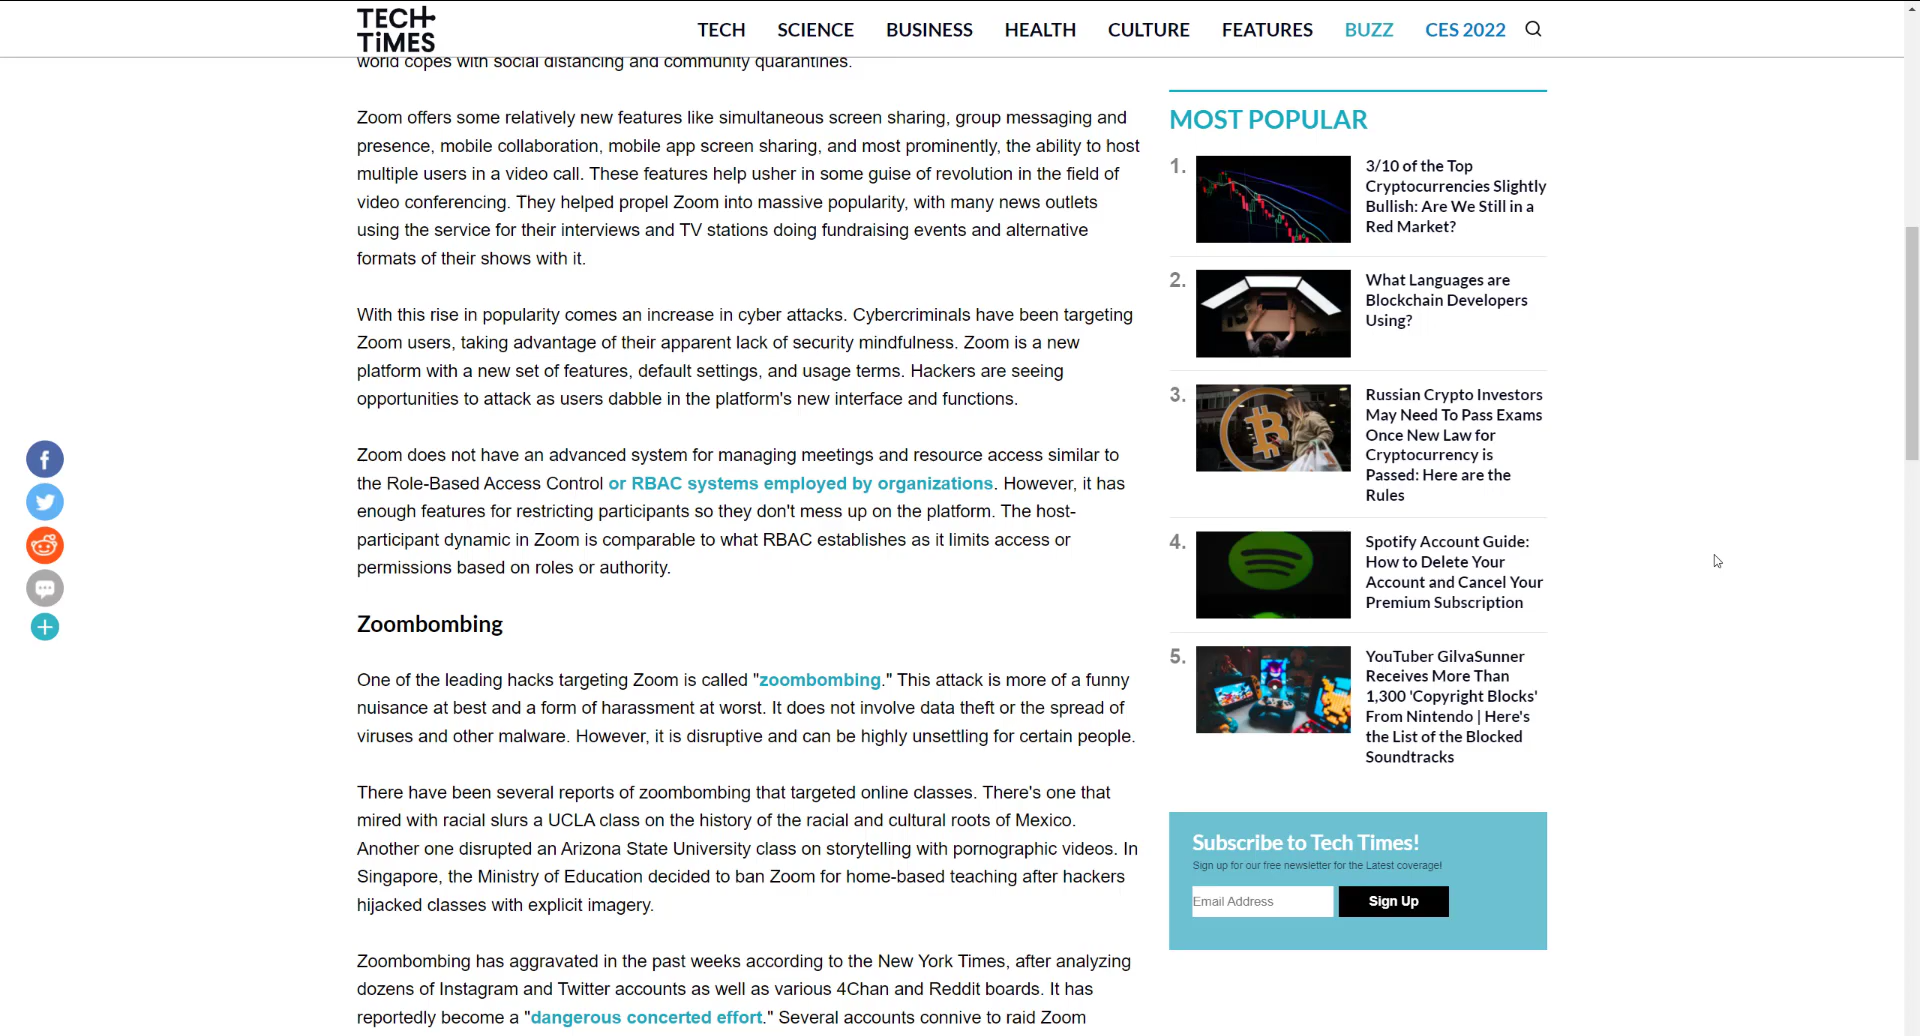 TECH+
TiMES
TECH
SCIENCE
BUSINESS
HEALTH
CULTURE
FEATURES
BUZZ
CES 2022
world copes with social distancing and community quarantines.
Zoom offers some relatively new features like simultaneous screen sharing, group messaging and
presence, mobile collaboration, mobile app screen sharing, and most prominently, the ability to host
multiple users in a video call. These features help usher in some guise of revolution in the field of
video conferencing. They helped propel Zoom into massive popularity, with many news outlets
using the service for their interviews and TV stations doing fundraising events and alternative
formats of their shows with it.
With this rise in popularity comes an increase in cyber attacks. Cybercriminals have been targeting
Zoom users, taking advantage of their apparent lack of security mindfulness. Zoom is a new
platform with a new set of features, default settings, and usage terms. Hackers are seeing
opportunities to attack as users dabble in the platform's new interface and functions.
Zoom does not have an advanced system for managing meetings and resource access similar to
the Role-Based Access Control or RBAC systems employed by organizations. However, it has
enough features for restricting participants so they don't mess up on the platform. The host-
participant dynamic in Zoom is comparable to what RBAC establishes as it limits access or
permissions based on roles or authority.
Zoombombing
One of the leading hacks targeting Zoom is called "zoombombing." This attack is more of a funny
nuisance at best and a form of harassment at worst. It does not involve data theft or the spread of
viruses and other malware. However, it is disruptive and can be highly unsettling for certain people.
There have been several reports of zoombombing that targeted online classes. There's one that
mired with racial slurs a UCLA class on the history of the racial and cultural roots of Mexico.
Another one disrupted an Arizona State University class on storytelling with pornographic videos. In
Singapore, the Ministry of Education decided to ban Zoom for home-based teaching after hackers
hijacked classes with explicit imagery.
Zoombombing has aggravated in the past weeks according to the New York Times, after analyzing
dozens of Instagram and Twitter accounts as well as various 4Chan and Reddit boards. It has
reportedly become a "dangerous concerted effort." Several accounts connive to raid Zoom
MOST POPULAR
1.
3/10 of the Top
Cryptocurrencies Slightly
Bullish: Are We Still in a
Red Market?
2.
What Languages are
Blockchain Developers
Using?
3.
Russian Crypto Investors
May Need To Pass Exams
Once New Law for
Cryptocurrency is
Passed: Here are the
Rules
4.
Spotify Account Guide:
How to Delete Your
Account and Cancel Your
Premium Subscription
5.
YouTuber GilvaSunner
Receives More Than
1,300 'Copyright Blocks'
From Nintendo | Here's
the List of the Blocked
Soundtracks
Subscribe to Tech Times!
Sign up for our free newsletter for the Latest coverage!
Email Address
Sign Up